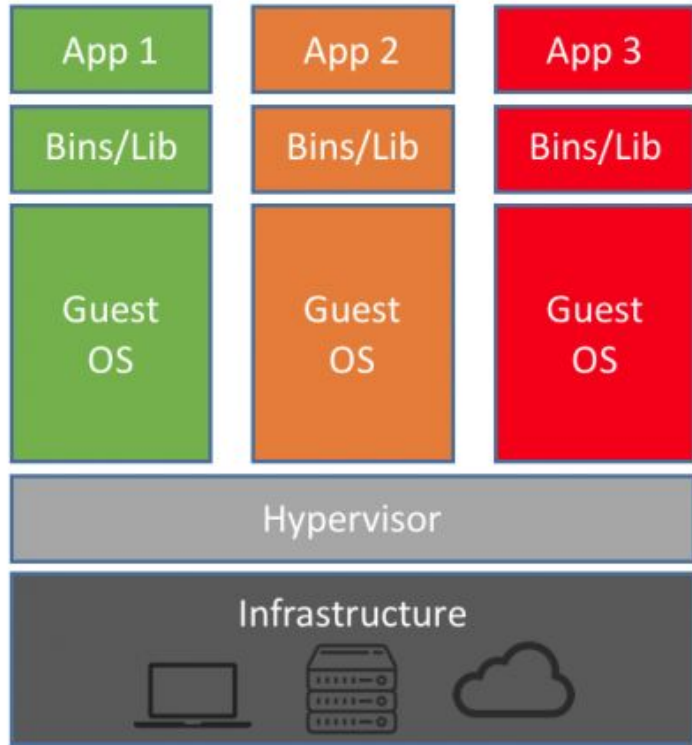 App 1
App 2
App 3
Bins/Lib
Bins/Lib
Bins/Lib
Guest
OS
Guest
OS
Guest
OS
Hypervisor
Infrastructure